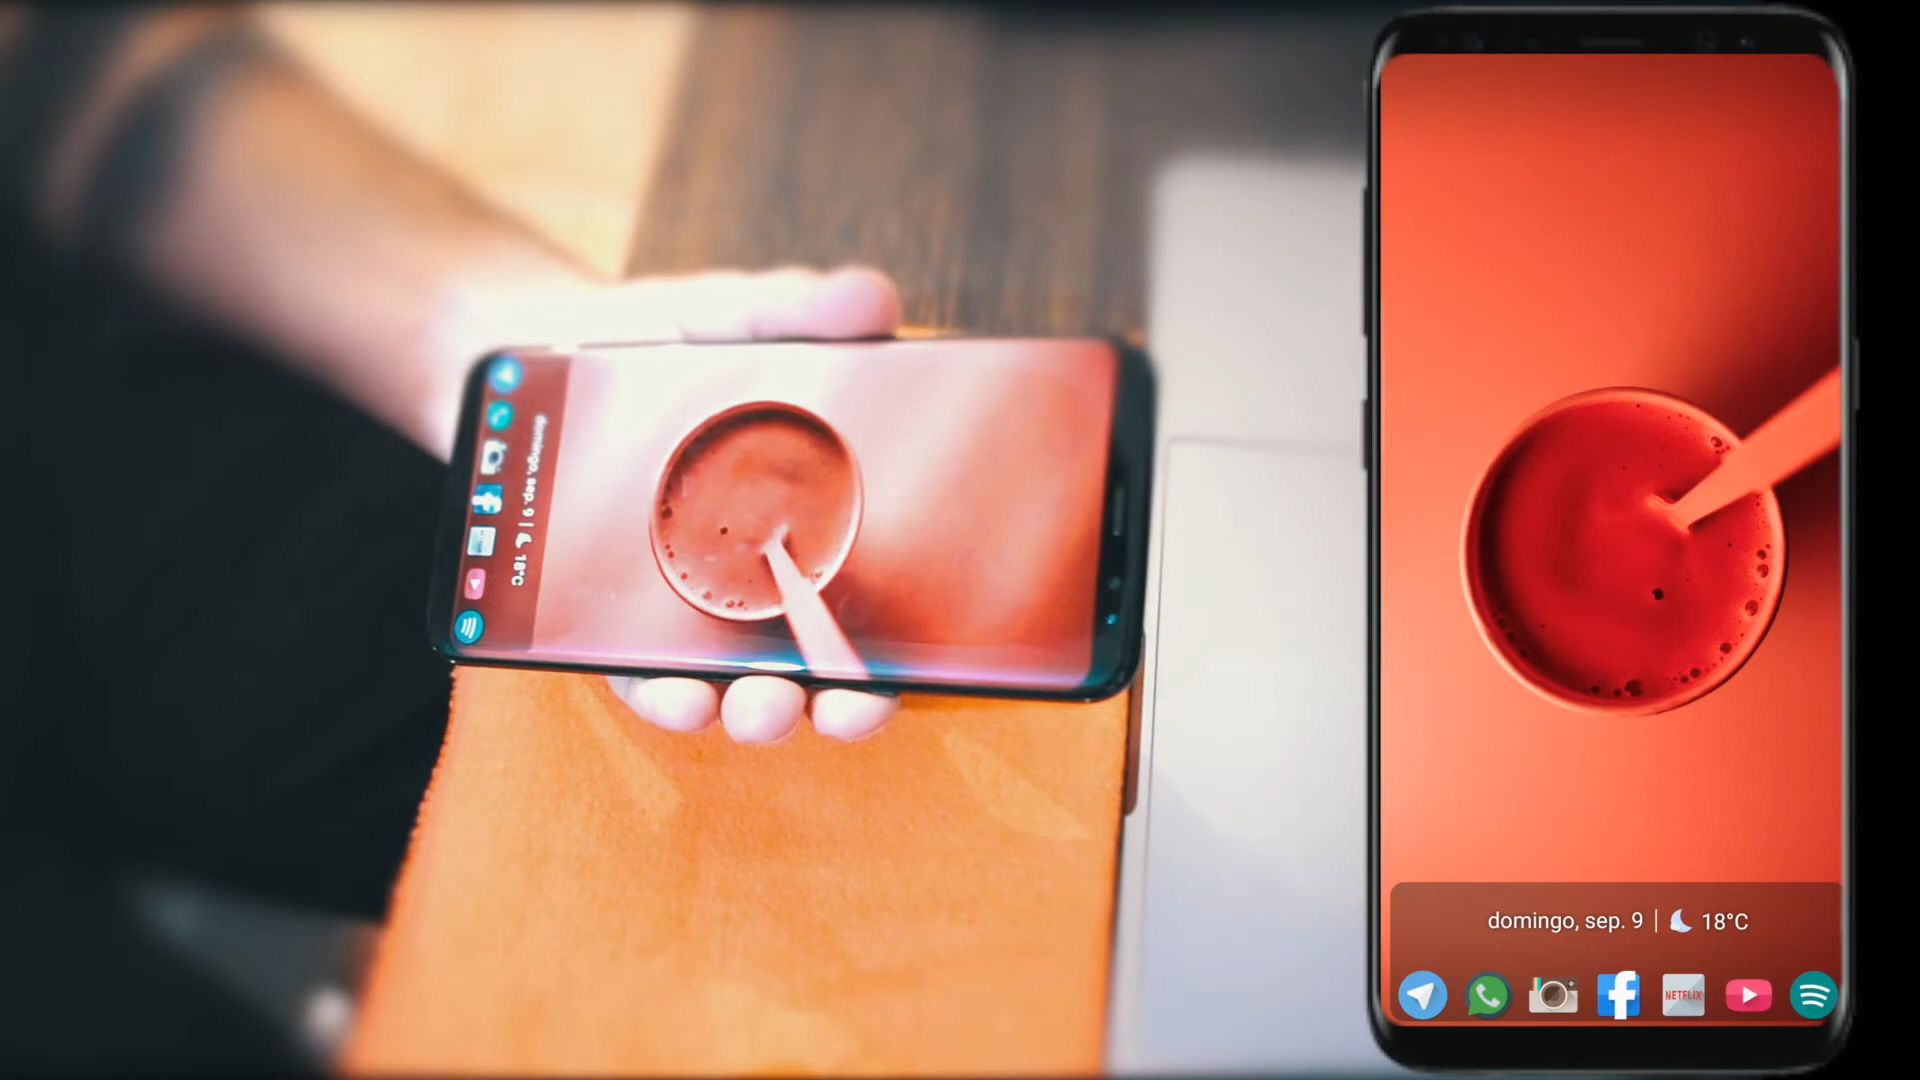 domingo, sep. 9 | 18°C
domingo, sep. 9 | 18°C
NETFLIX